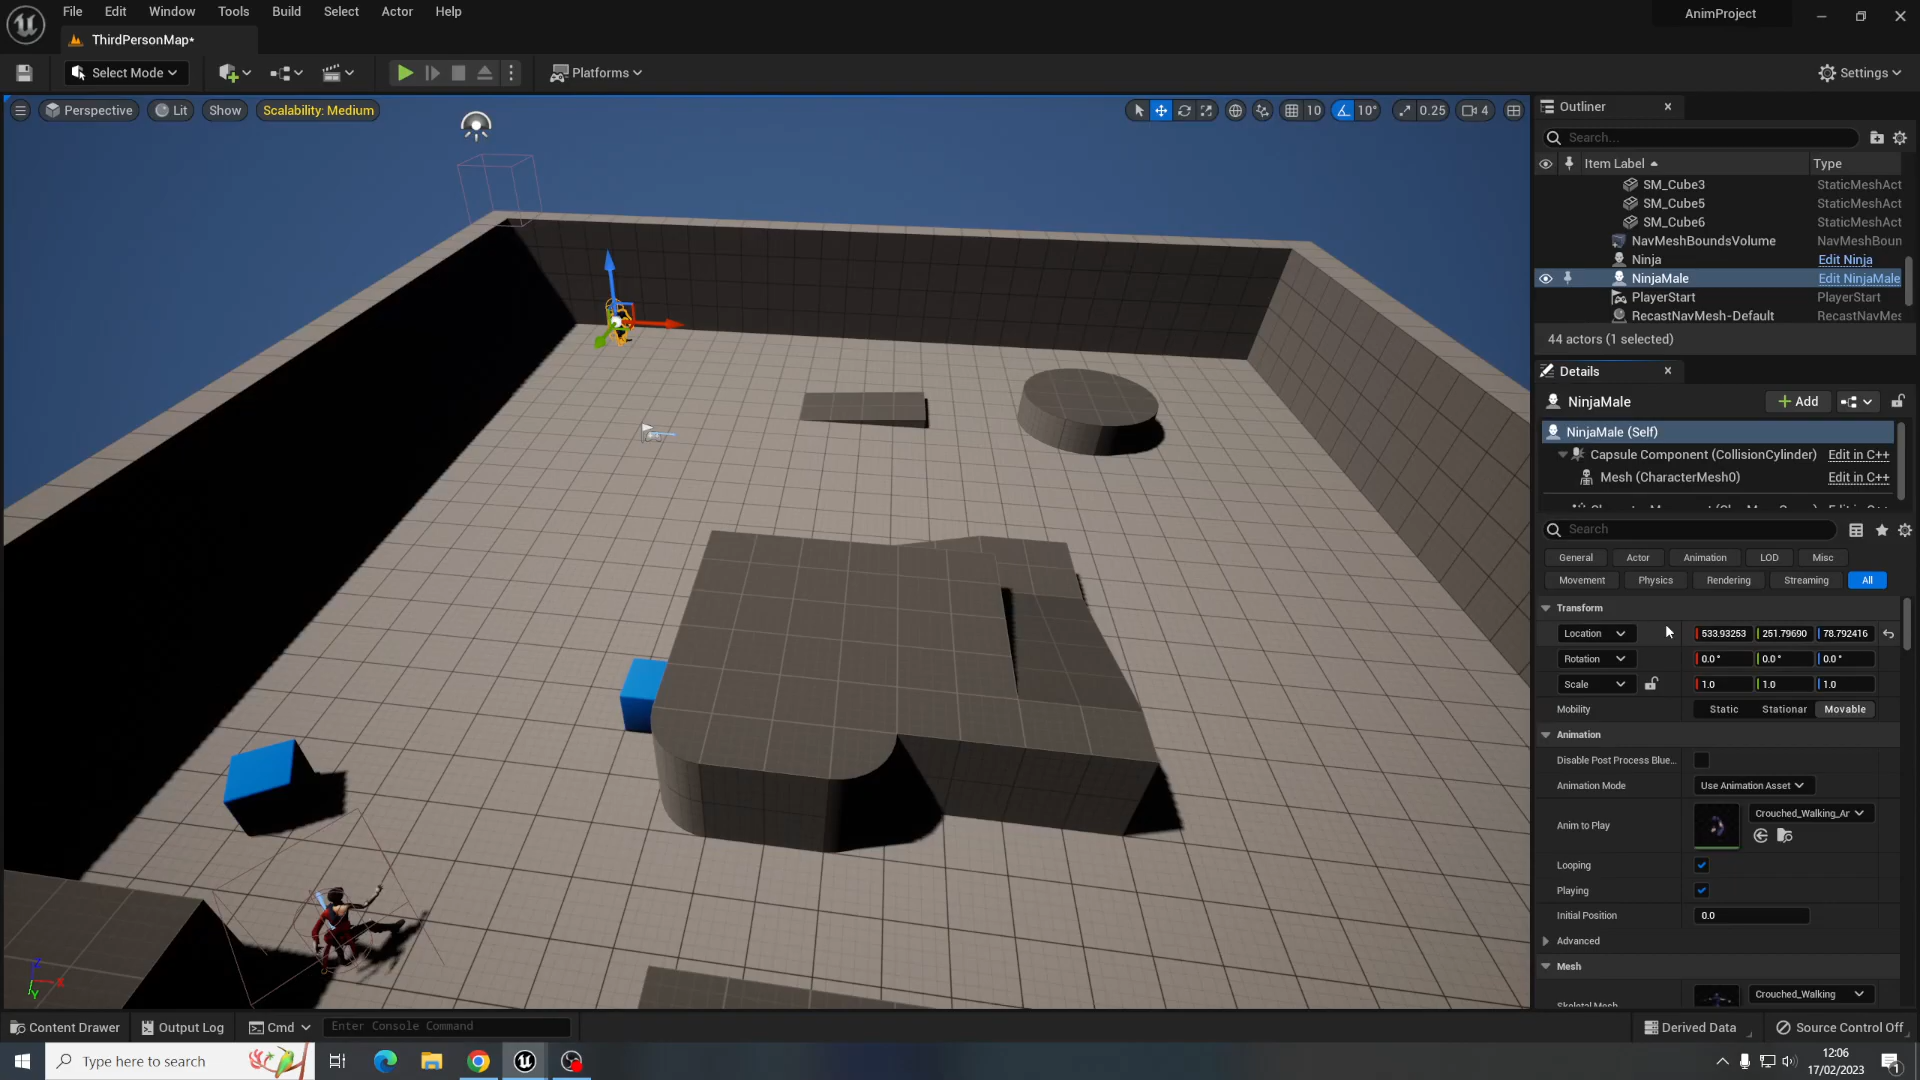 File Edit Window Tools Build Select Actor Help
AnimProject
ThirdPersonMap*
Select Mode
Platforms
Settings
Perspective Lit Show Scalability: Medium
10 10° 0.25 4
Outliner
Search...
Item Label Type
SM_Cube3 StaticMeshAct
SM_Cube5 StaticMeshAct
SM_Cube6 StaticMeshAct
NavMeshBoundsVolume NavMeshBoun
Ninja Edit Ninja
NinjaMale Edit NinjaMale
PlayerStart PlayerStart
RecastNavMesh-Default RecastNavMes
44 actors (1 selected)
Details
NinjaMale Add
NinjaMale (Self)
Capsule Component (CollisionCylinder) Edit in C++
Mesh (CharacterMesh0) Edit in C++
Search
General Actor Animation LOD Misc
Movement Physics Rendering Streaming All
Transform
Location 533.93253 251.79690 78.792416
Rotation 0.0° 0.0° 0.0°
Scale 1.0 1.0 1.0
Mobility Static Stationar Movable
Animation
Disable Post Process Blue...
Animation Mode Use Animation Asset
Anim to Play Crouched_Walking_Ar
Looping
Playing
Initial Position 0.0
Advanced
Mesh
Crouched_Walking
Z
X
Y
Content Drawer Output Log Cmd Enter Console Command
Derived Data Source Control Off
Type here to search
12:06
17/02/2023
1